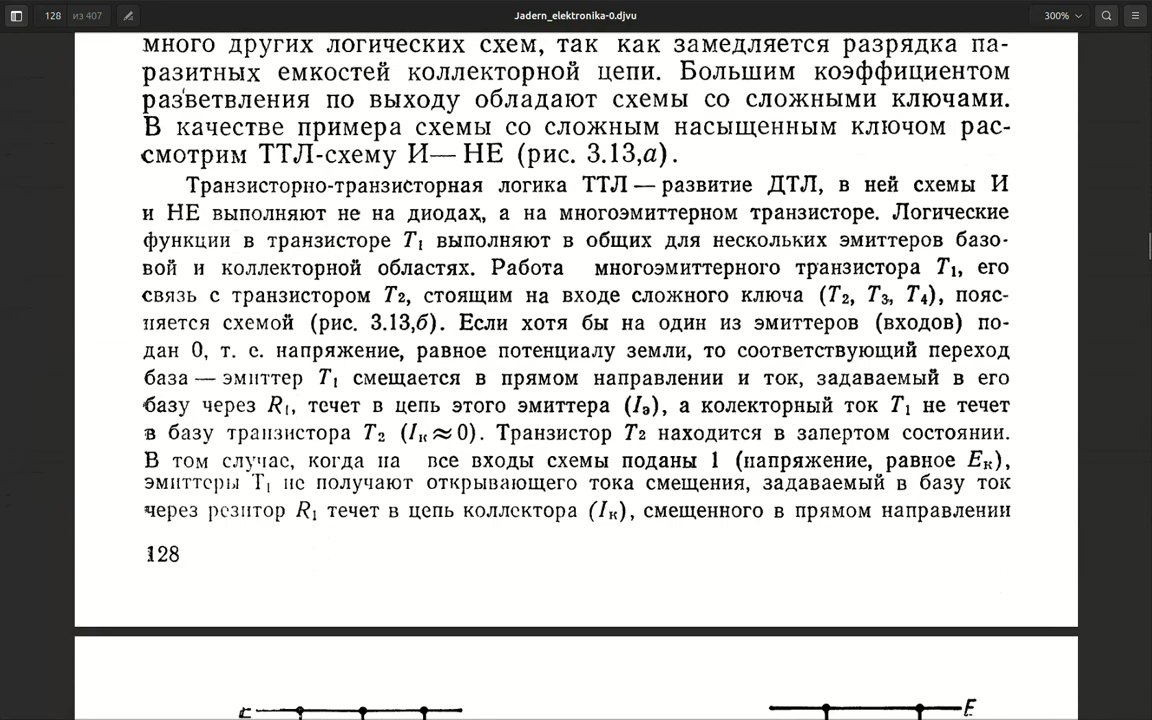 128
из 407
Jadern_elektronika-0.djvu
300%
много других логических схем, так как замедляется разрядка па-
разитных емкостей коллекторной цепи. Большим коэффициентом
разветвления по выходу обладают схемы со сложными ключами.
В качестве примера схемы со сложным насыщенным ключом рас-
смотрим ТТЛ-схему И—НЕ (рис. 3.13,а).
Транзисторно-транзисторная логика ТТЛ — развитие ДТЛ, в ней схемы И
и НЕ выполняют не на диодах, а на многоэмиттерном транзисторе. Логические
функции в транзисторе T₁ выполняют в общих для нескольких эмиттеров базо-
вой и коллекторной областях. Работа многоэмиттерного транзистора T₁, его
связь с транзистором T₂, стоящим на входе сложного ключа (T₂, T₃, T₄), пояс-
няется схемой (рис. 3.13,б). Если хотя бы на один из эмиттеров (входов) по-
дан 0, т. е. напряжение, равное потенциалу земли, то соответствующий переход
база — эмиттер T₁ смещается в прямом направлении и ток, задаваемый в его
базу через R₁, течет в цепь этого эмиттера (Iэ), а колекторный ток T₁ не течет
в базу транзистора T₂ (Iк≈0). Транзистор T₂ находится в запертом состоянии.
В том случае, когда на все входы схемы поданы 1 (напряжение, равное Eк),
эмиттеры T₁ не получают открывающего тока смещения, задаваемый в базу ток
через резитор R₁ течет в цепь коллектора (Iк), смещенного в прямом направлении
128
E